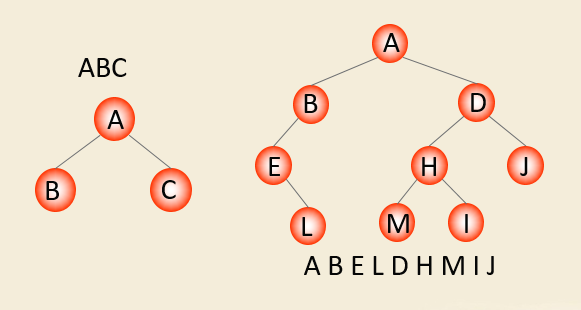 ABC
A
B C
A
B D
E H J
L M I
A B E L D H M I J